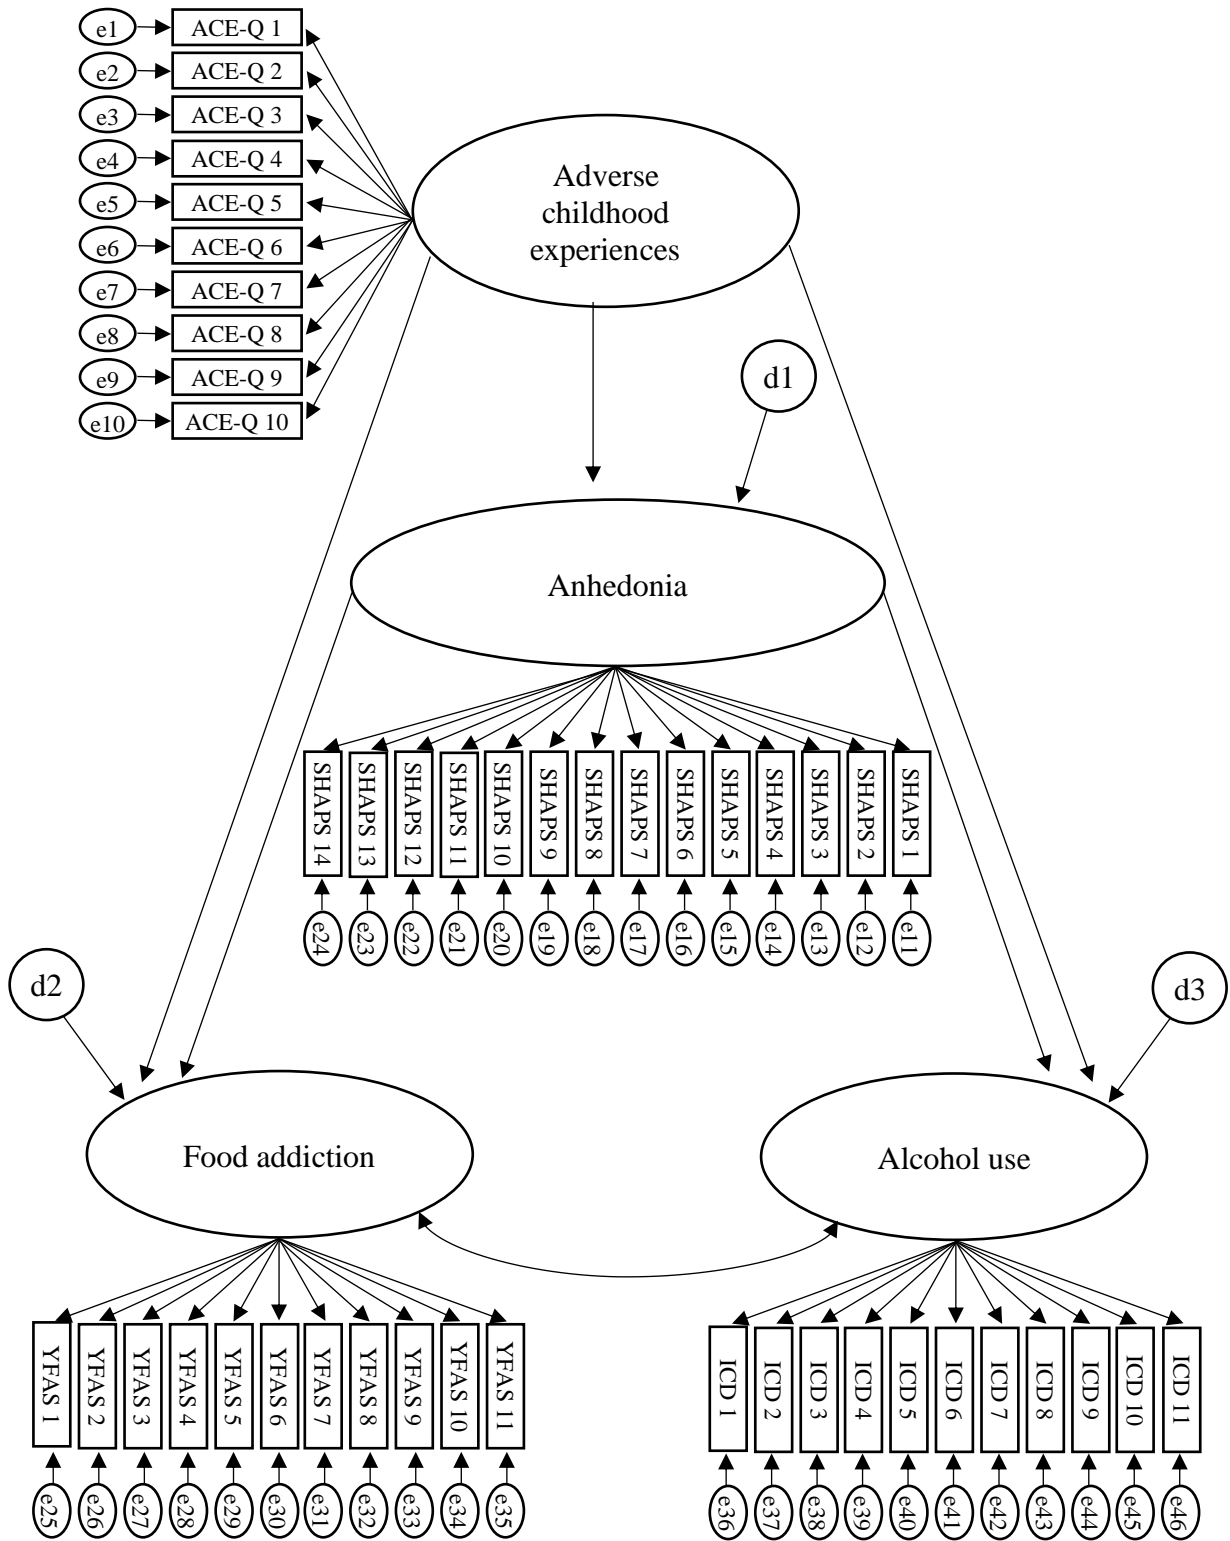 e1
ACE-Q 1
e2
ACE-Q 2
e3
ACE-Q 3
e4
ACE-Q 4
e5
ACE-Q 5
e6
ACE-Q 6
e7
ACE-Q 7
e8
ACE-Q 8
e9
ACE-Q 9
e10
ACE-Q 10
Adverse
childhood
experiences
d1
Anhedonia
SHAPS 14
SHAPS 13
SHAPS 12
SHAPS 11
SHAPS 10
SHAPS 9
SHAPS 8
SHAPS 7
SHAPS 6
SHAPS 5
SHAPS 4
SHAPS 3
SHAPS 2
SHAPS 1
e24
e23
e22
e21
e20
e19
e18
e17
e16
e15
e14
e13
e12
e11
d2
d3
Food addiction
Alcohol use
YFAS 1
YFAS 2
YFAS 3
YFAS 4
YFAS 5
YFAS 6
YFAS 7
YFAS 8
YFAS 9
YFAS 10
YFAS 11
ICD 1
ICD 2
ICD 3
ICD 4
ICD 5
ICD 6
ICD 7
ICD 8
ICD 9
ICD 10
ICD 11
e25
e26
e27
e28
e29
e30
e31
e32
e33
e34
e35
e36
e37
e38
e39
e40
e41
e42
e43
e44
e45
e46